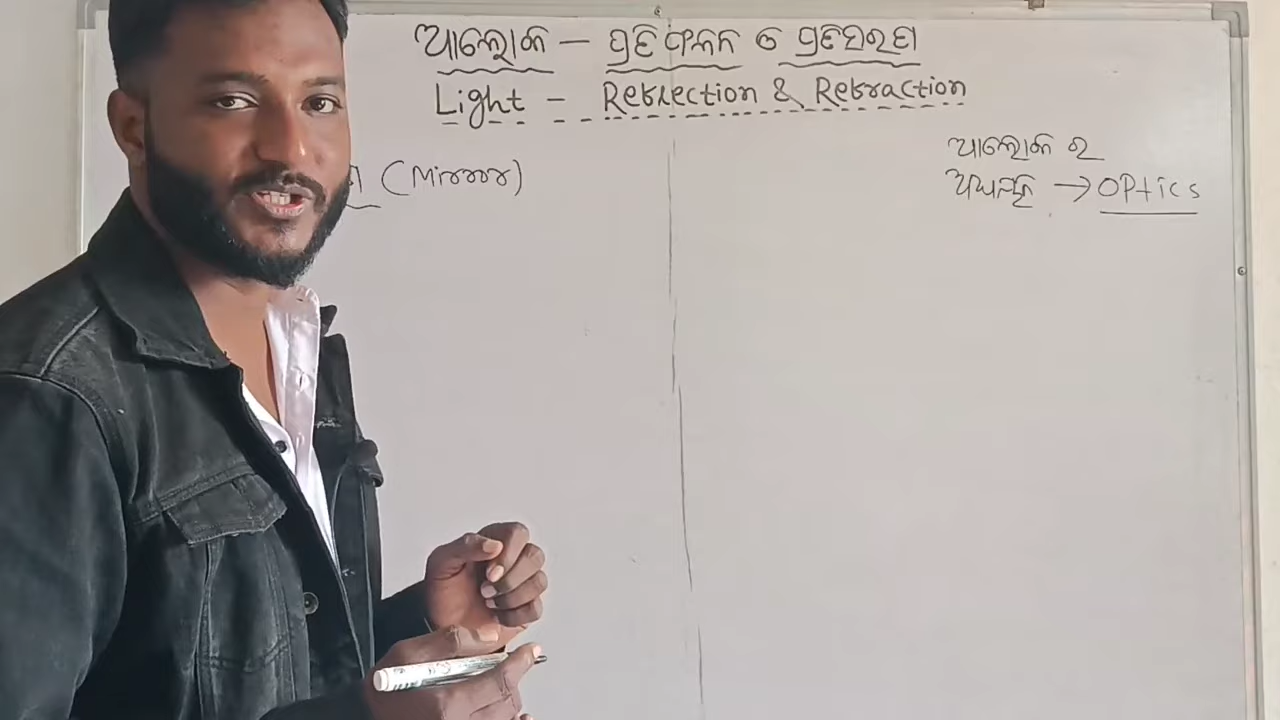 ଆଲୋକ – ପ୍ରତିଫଳନ ଓ ପ୍ରତିସରଣ
Light - Reflection & Refraction
(Mirror)
ଆଲୋକ ର
ଅଧ୍ୟୟନ → OPtics